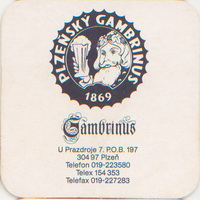 PLZEŇSKÝ GAMBRINUS
1869
Gambrinus
U Prazdroje 7. P.O.B. 197
304 97 Plzeň
Telefon 019-223580
Telex 154 353
Telefax 019-227283